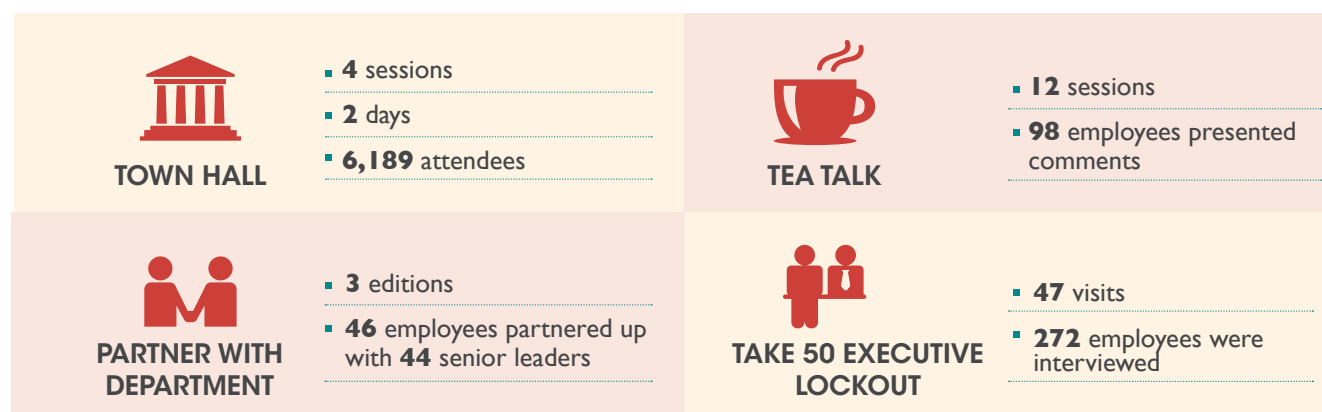 TOWN HALL
4 sessions
2 days
6,189 attendees
TEA TALK
12 sessions
98 employees presented
comments
PARTNER WITH
DEPARTMENT
3 editions
46 employees partnered up
with 44 senior leaders
TAKE 50 EXECUTIVE
LOCKOUT
47 visits
272 employees were
interviewed